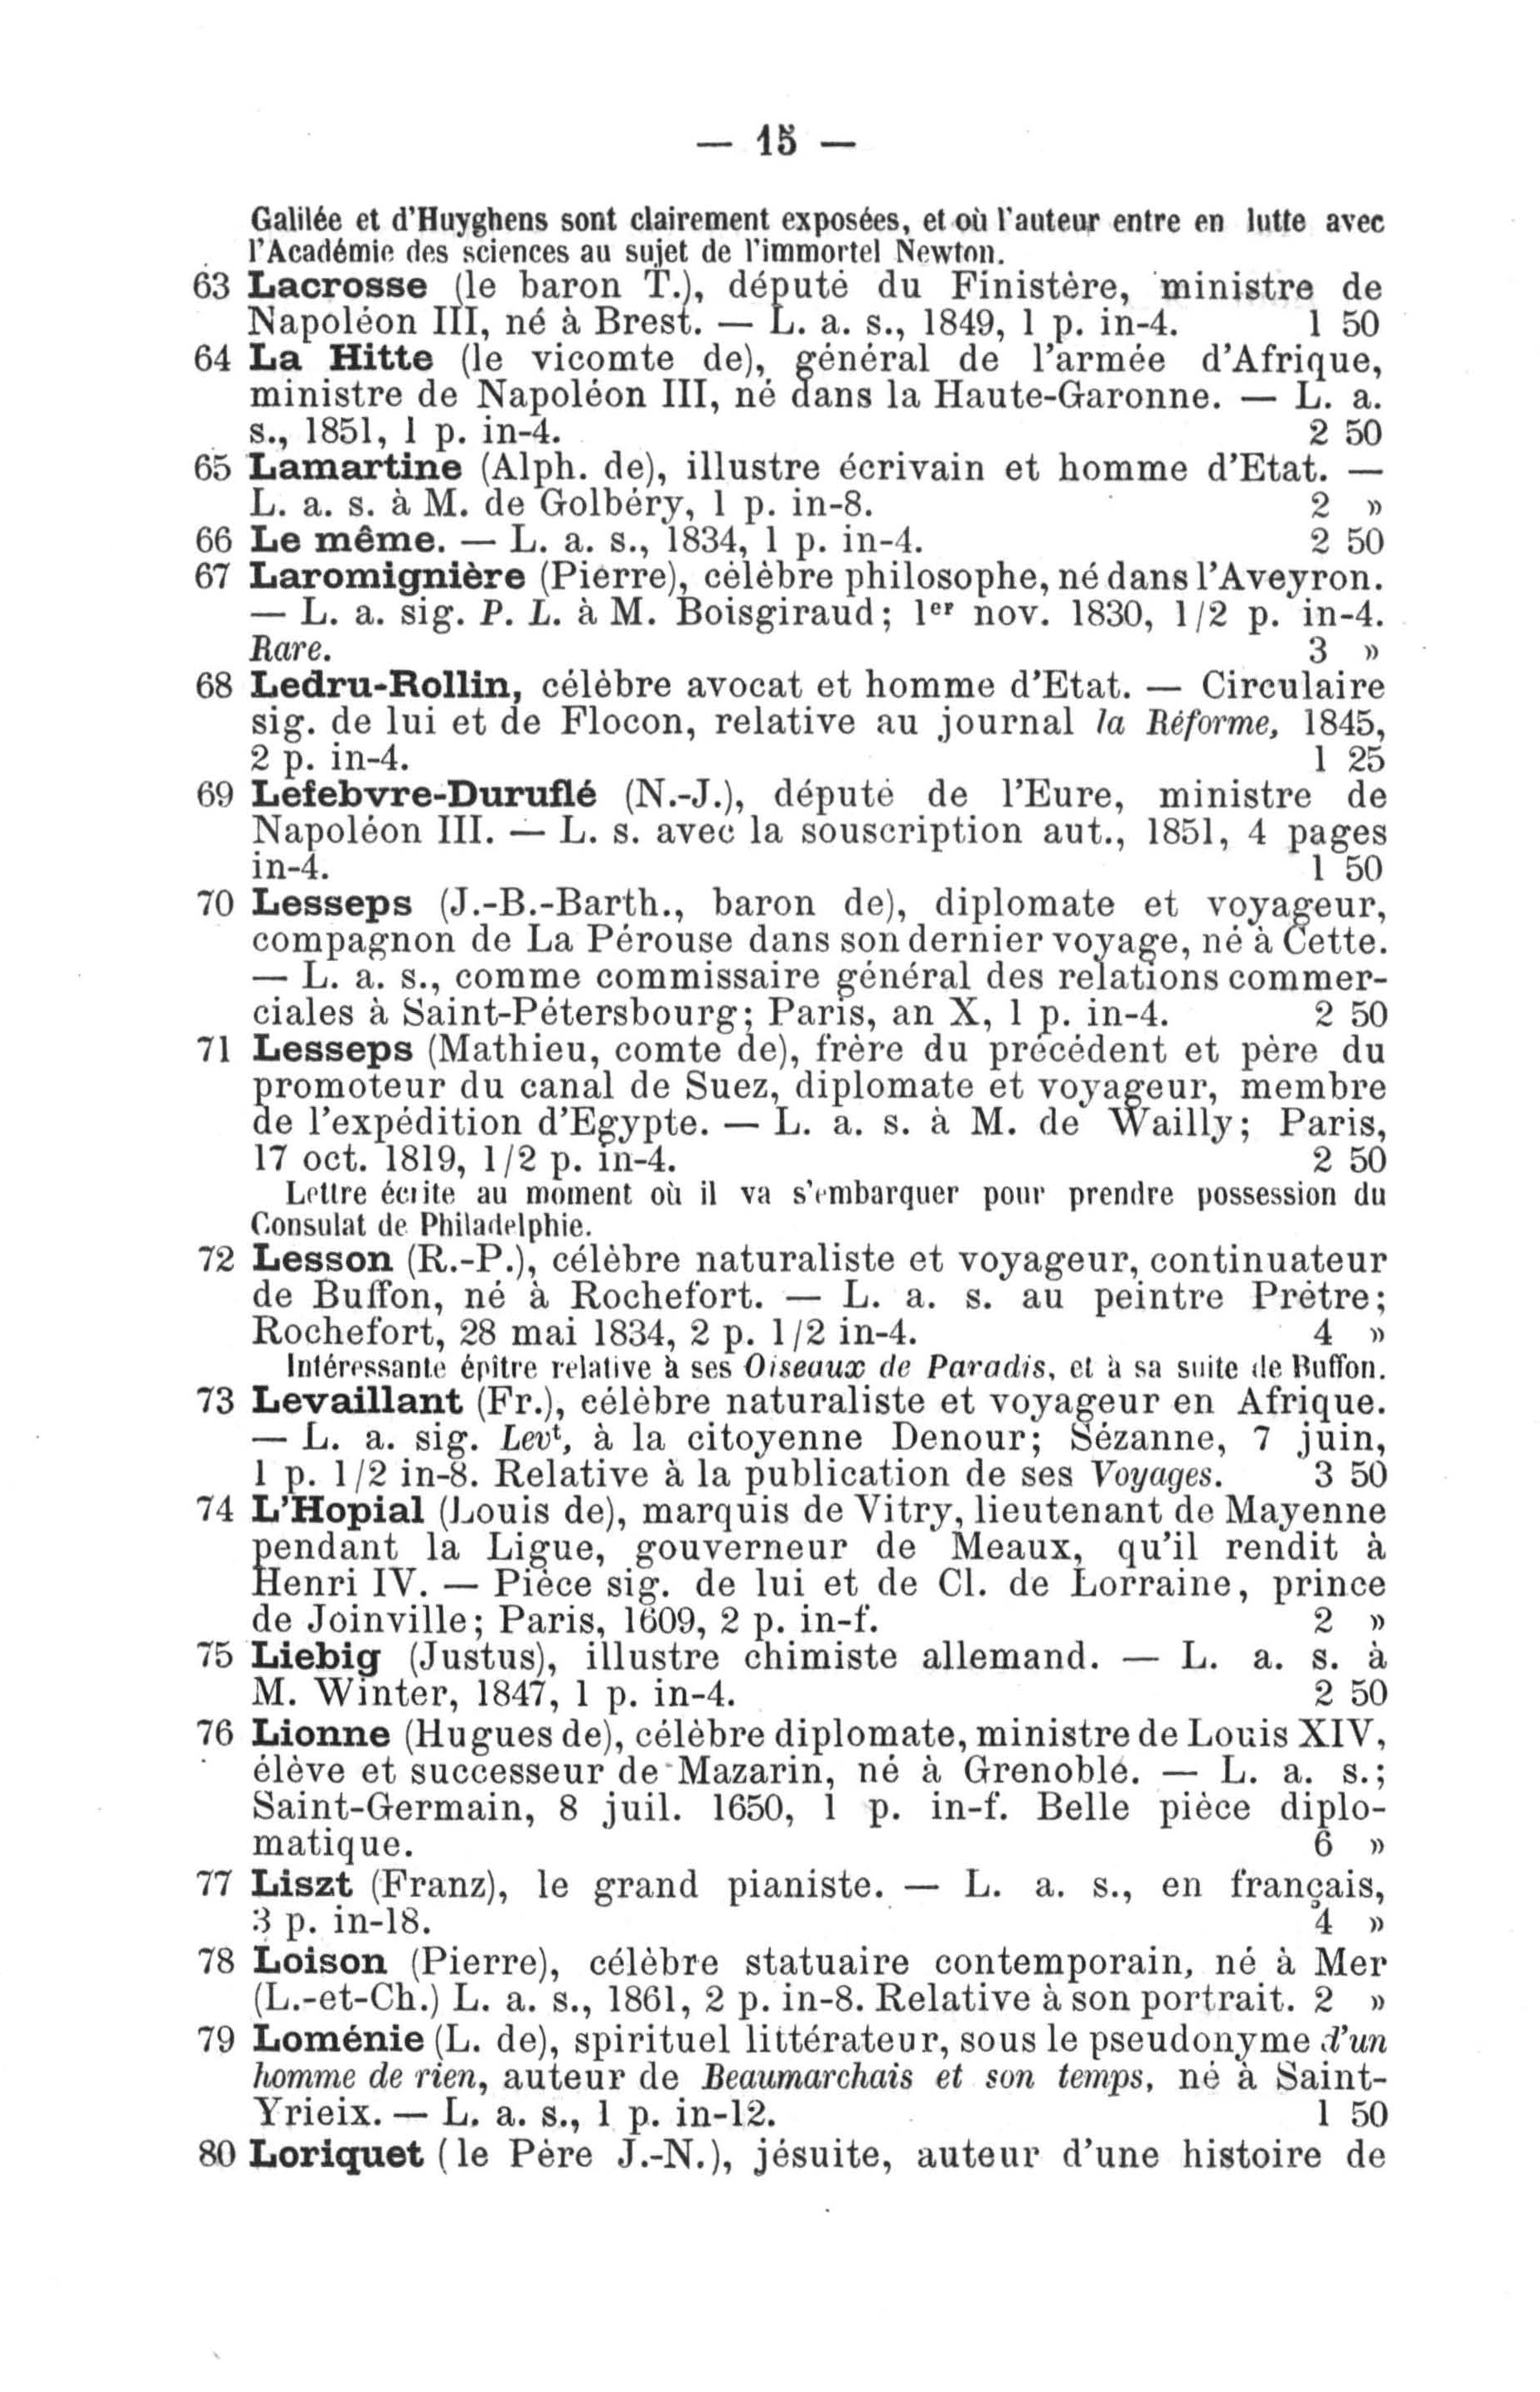 — 15 —
Galilée et d'Huyghens sont clairement exposées, et où l'auteur entre en lutte avec
l'Académie des sciences au sujet de l'immortel Newton.
63 Lacrosse (le baron T.), député du Finistère, ministre de
Napoléon III, né à Brest. — L. a. s., 1849, 1 p. in-4. 1 50
64 La Hitte (le vicomte de), général de l'armée d'Afrique,
ministre de Napoléon III, né dans la Haute-Garonne. — L. a.
s., 1851, 1 p. in-4. 2 50
65 Lamartine (Alph. de), illustre écrivain et homme d'Etat. —
L. a. s. à M. de Golbéry, 1 p. in-8. 2 »
66 Le même. — L. a. s., 1834, 1 p. in-4. 2 50
67 Laromignière (Pierre), célèbre philosophe, né dans l'Aveyron.
— L. a. sig. P. L. à M. Boisgiraud; 1er nov. 1830, 1/2 p. in-4.
Rare. 3 »
68 Ledru-Rollin, célèbre avocat et homme d'Etat. — Circulaire
sig. de lui et de Flocon, relative au journal la Réforme, 1845,
2 p. in-4. 1 25
69 Lefebvre-Duruflé (N.-J.), député de l'Eure, ministre de
Napoléon III. — L. s. avec la souscription aut., 1851, 4 pages
in-4. 1 50
70 Lesseps (J.-B.-Barth., baron de), diplomate et voyageur,
compagnon de La Pérouse dans son dernier voyage, né à Cette.
— L. a. s., comme commissaire général des relations commer-
ciales à Saint-Pétersbourg; Paris, an X, 1 p. in-4. 2 50
71 Lesseps (Mathieu, comte de), frère du précédent et père du
promoteur du canal de Suez, diplomate et voyageur, membre
de l'expédition d'Egypte. — L. a. s. à M. de Wailly; Paris,
17 oct. 1819, 1/2 p. in-4. 2 50
Lettre écrite au moment où il va s'embarquer pour prendre possession du
Consulat de Philadelphie.
72 Lesson (R.-P.), célèbre naturaliste et voyageur, continuateur
de Buffon, né à Rochefort. — L. a. s. au peintre Prêtre;
Rochefort, 28 mai 1834, 2 p. 1/2 in-4. 4 »
Intéressante épître relative à ses Oiseaux de Paradis, et à sa suite de Buffon.
73 Levaillant (Fr.), célèbre naturaliste et voyageur en Afrique.
— L. a. sig. Levt, à la citoyenne Denour; Sézanne, 7 juin,
1 p. 1/2 in-8. Relative à la publication de ses Voyages. 3 50
74 L'Hopial (Louis de), marquis de Vitry, lieutenant de Mayenne
pendant la Ligue, gouverneur de Meaux, qu'il rendit à
Henri IV. — Pièce sig. de lui et de Cl. de Lorraine, prince
de Joinville; Paris, 1609, 2 p. in-f. 2 »
75 Liebig (Justus), illustre chimiste allemand. — L. a. s. à
M. Winter, 1847, 1 p. in-4. 2 50
76 Lionne (Hugues de), célèbre diplomate, ministre de Louis XIV,
élève et successeur de Mazarin, né à Grenoble. — L. a. s.;
Saint-Germain, 8 juil. 1650, 1 p. in-f. Belle pièce diplo-
matique. 6 »
77 Liszt (Franz), le grand pianiste. — L. a. s., en français,
3 p. in-18. 4 »
78 Loison (Pierre), célèbre statuaire contemporain, né à Mer
(L.-et-Ch.) L. a. s., 1861, 2 p. in-8. Relative à son portrait. 2 »
79 Loménie (L. de), spirituel littérateur, sous le pseudonyme d'un
homme de rien, auteur de Beaumarchais et son temps, né à Saint-
Yrieix. — L. a. s., 1 p. in-12. 1 50
80 Loriquet (le Père J.-N.), jésuite, auteur d'une histoire de